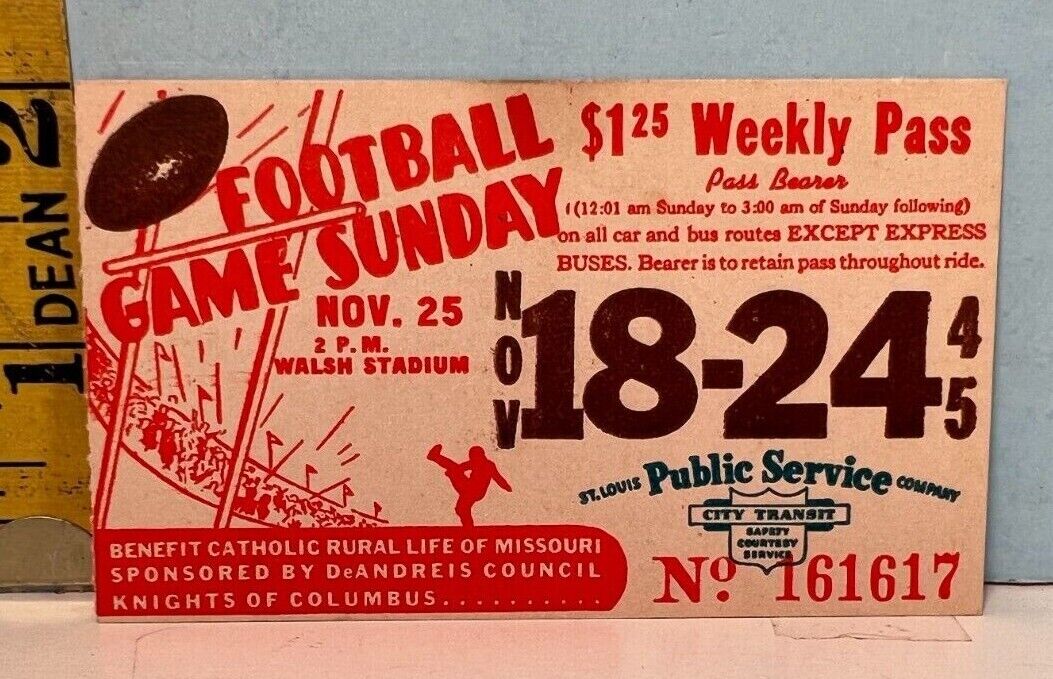 FOOTBALL
GAME SUNDAY
NOV. 25
2 P.M.
WALSH STADIUM
BENEFIT CATHOLIC RURAL LIFE OF MISSOURI
SPONSORED BY DeANDREIS COUNCIL
KNIGHTS OF COLUMBUS..........
$1 25 Weekly Pass
Pass Bearer
(12:01 am Sunday to 3:00 am of Sunday following)
on all car and bus routes EXCEPT EXPRESS
BUSES. Bearer is to retain pass throughout ride.
NOV 18-24 45
ST. LOUIS Public Service COMPANY
CITY TRANSIT
SAFETY
COURTESY
SERVICE
No. 161617
1 DEAN 2